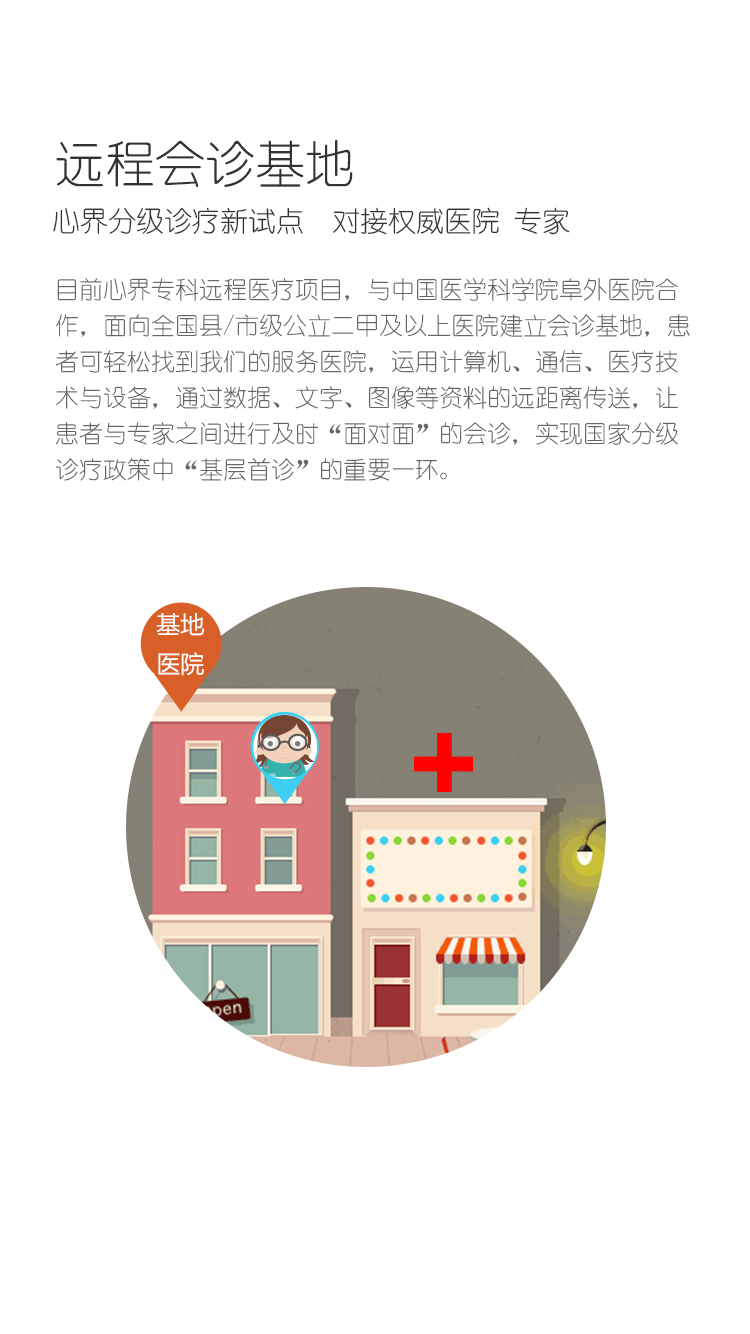 远程会诊基地
心界分级诊疗新试点 对接权威医院 专家
目前心界专科远程医疗项目，与中国医学科学院阜外医院合
作，面向全国县/市级公立二甲及以上医院建立会诊基地，患
者可轻松找到我们的服务医院，运用计算机、通信、医疗技
术与设备，通过数据、文字、图像等资料的远距离传送，让
患者与专家之间进行及时“面对面”的会诊，实现国家分级
诊疗政策中“基层首诊”的重要一环。
基地
医院
pen